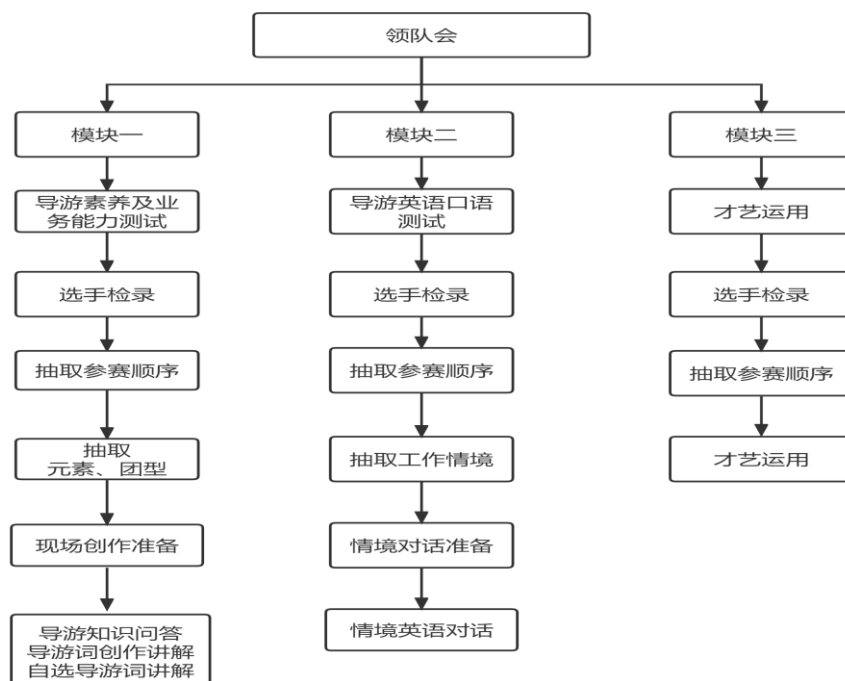 领队会
模块一
模块二
模块三
导游素养及业
务能力测试
导游英语口语
测试
才艺运用
选手检录
选手检录
选手检录
抽取参赛顺序
抽取参赛顺序
抽取参赛顺序
抽取
元素、团型
抽取工作情境
才艺运用
现场创作准备
情境对话准备
导游知识问答
导游词创作讲解
自选导游词讲解
情境英语对话